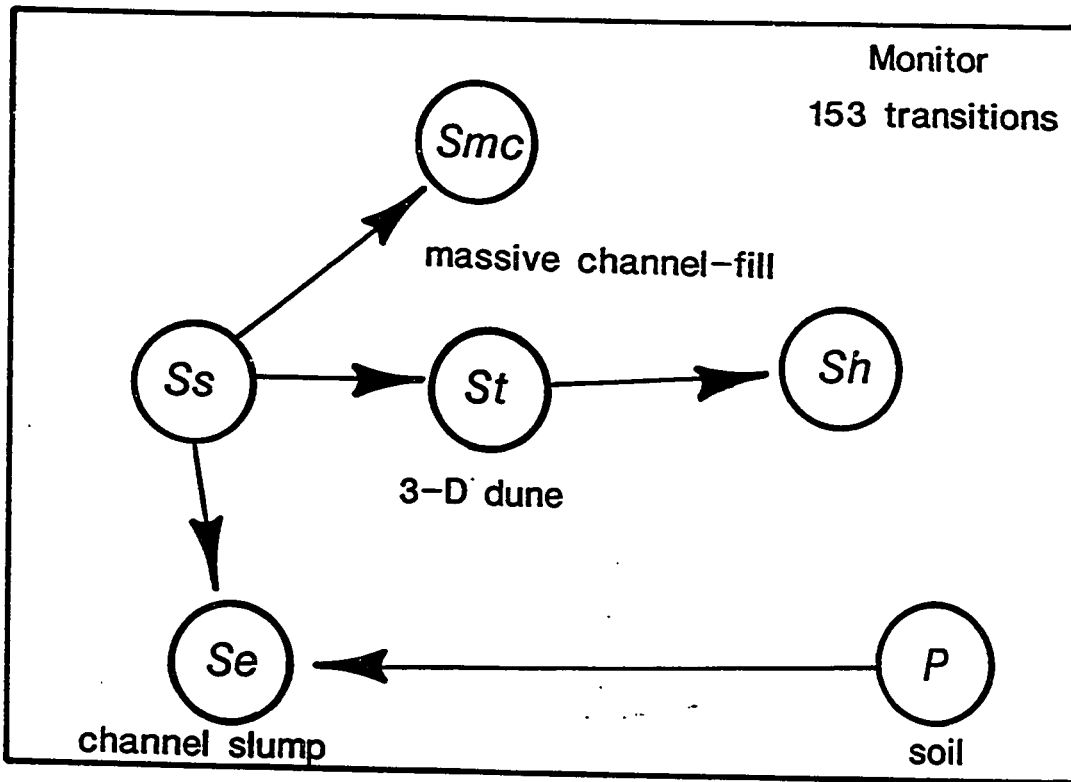 Monitor
153 transitions
Smc
massive channel-fill
Ss
St
Sh
3-D dune
Se
P
channel slump
soil